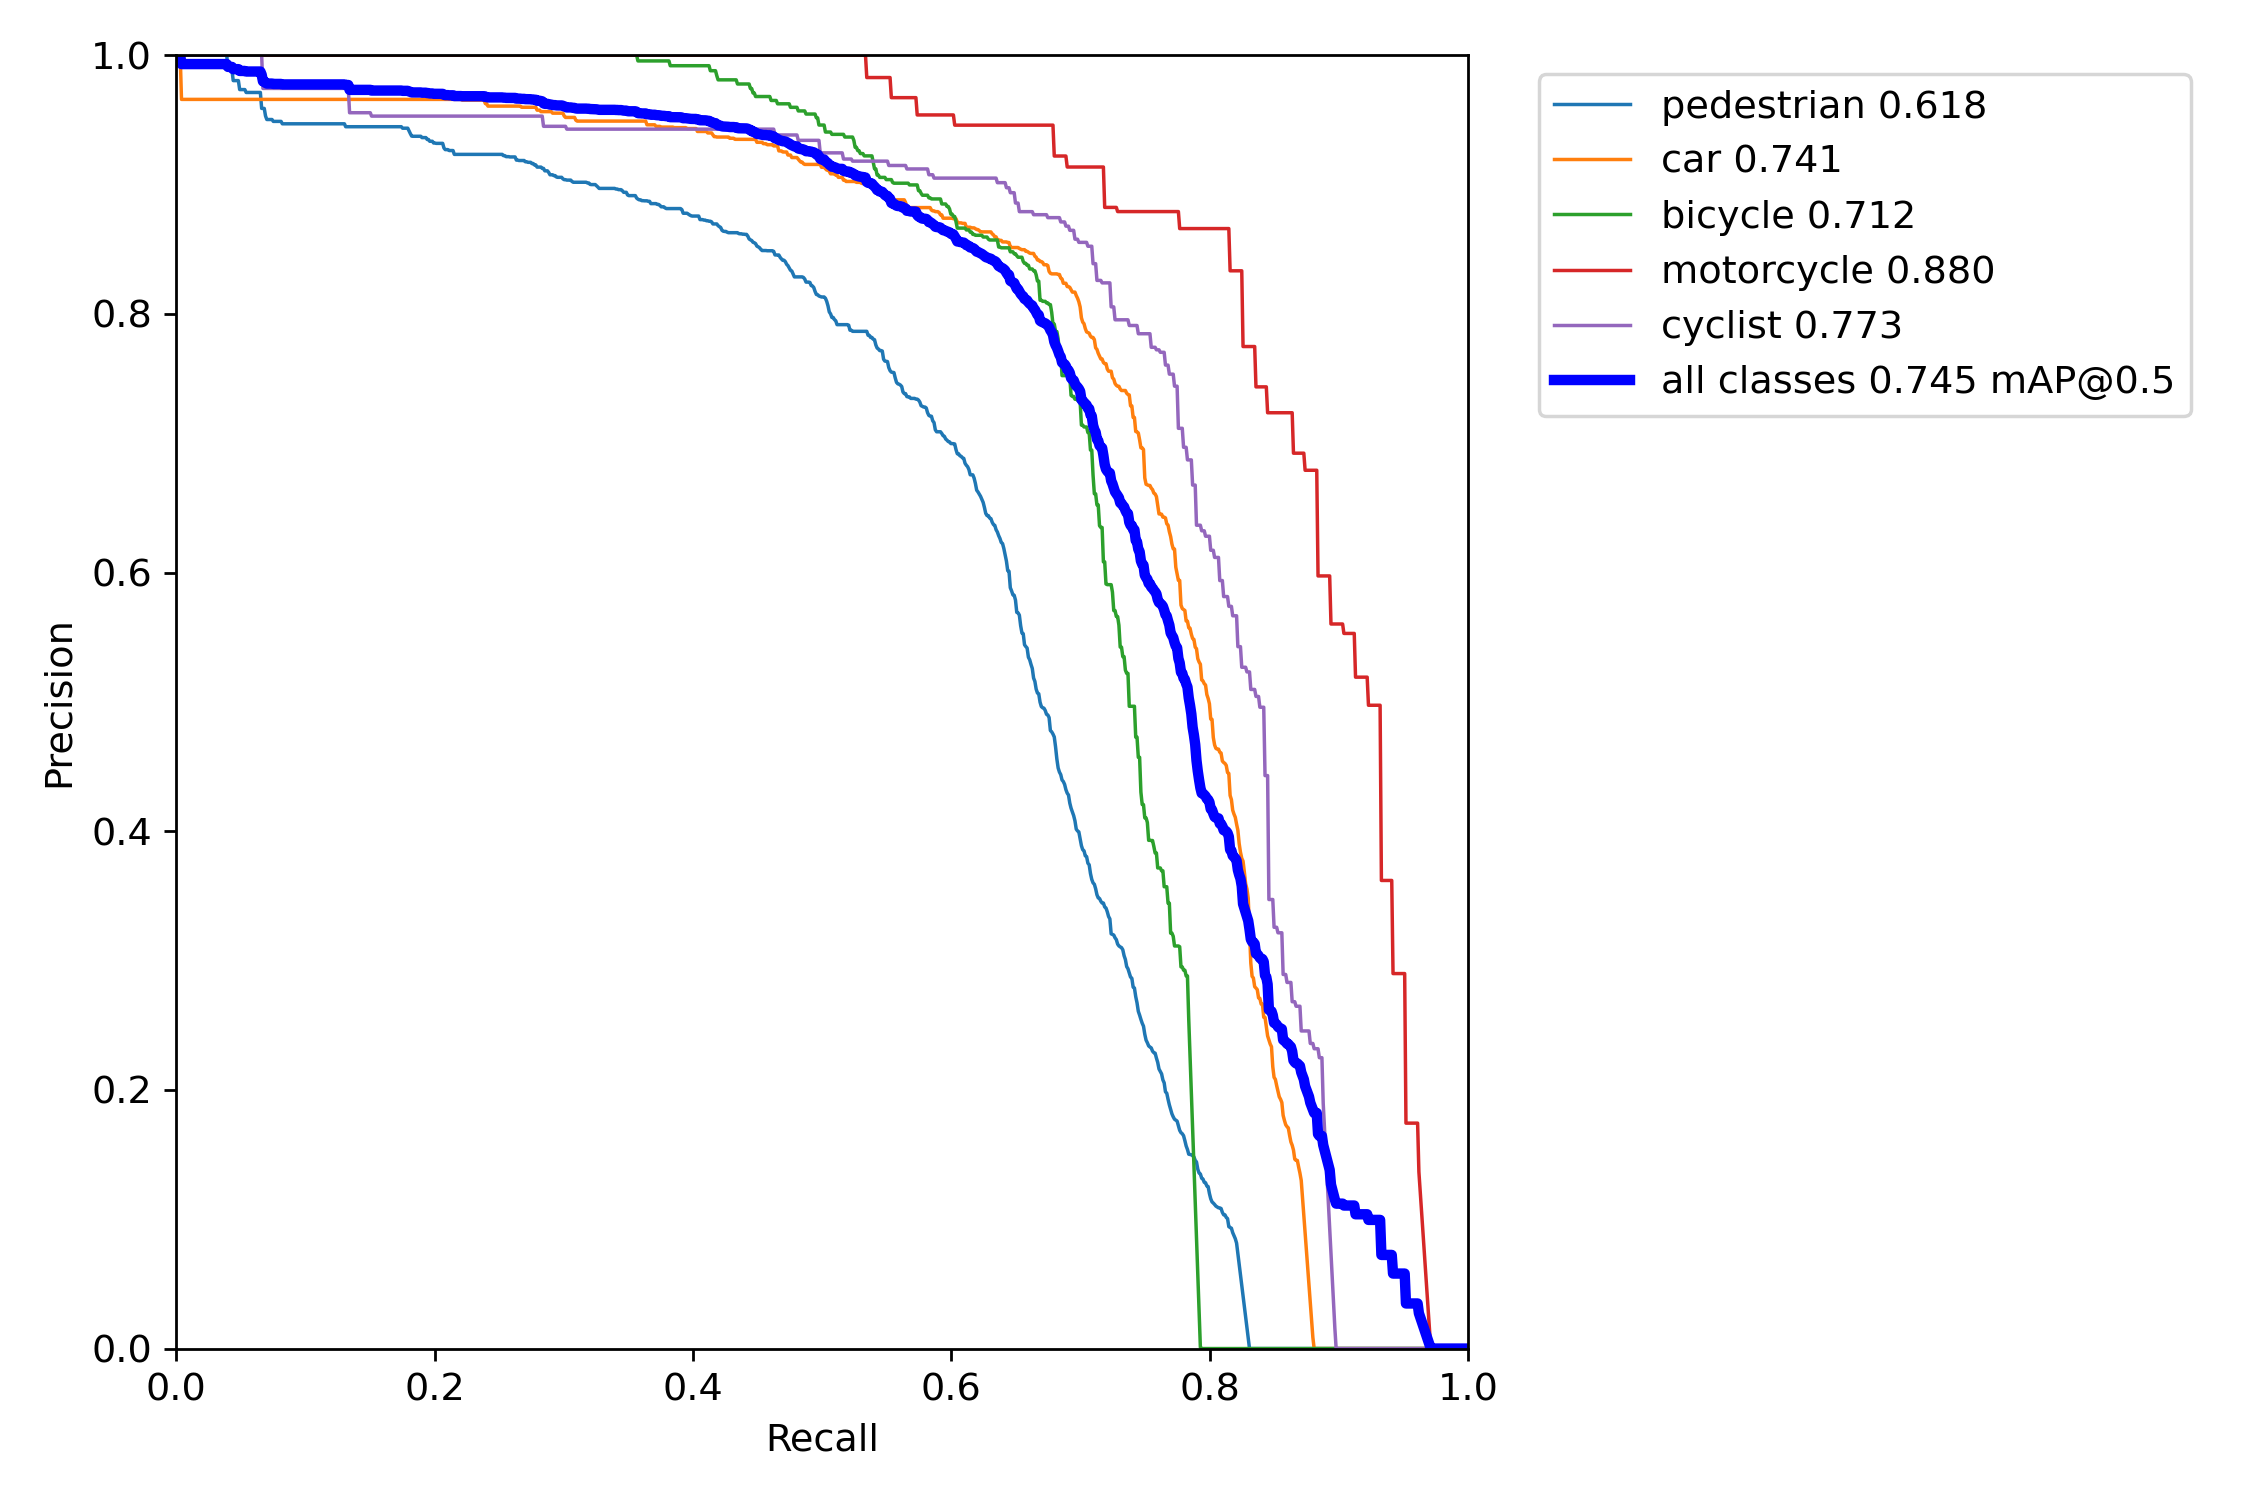 1.0
0.8
0.6
0.4
0.2
0.0
Precision
0.0 0.2 0.4 0.6 0.8 1.0
Recall
pedestrian 0.618
car 0.741
bicycle 0.712
motorcycle 0.880
cyclist 0.773
all classes 0.745 mAP@0.5